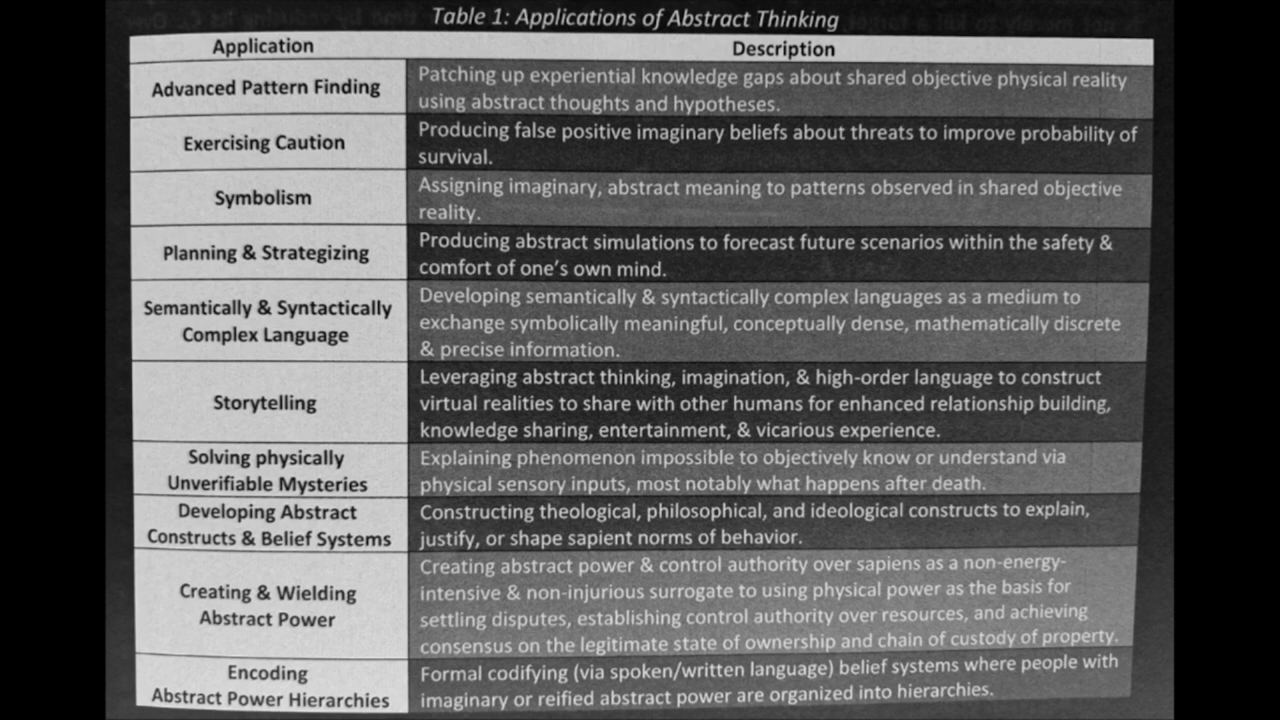 Table 1: Applications of Abstract Thinking
Application
Description
Advanced Pattern Finding
Patching up experiential knowledge gaps about shared objective physical reality
using abstract thoughts and hypotheses.
Exercising Caution
Producing false positive imaginary beliefs about threats to improve probability of
survival.
Symbolism
Assigning imaginary, abstract meaning to patterns observed in shared objective
reality.
Planning & Strategizing
Producing abstract simulations to forecast future scenarios within the safety &
comfort of one's own mind.
Semantically & Syntactically
Complex Language
Developing semantically & syntactically complex languages as a medium to
exchange symbolically meaningful, conceptually dense, mathematically discrete
& precise information.
Storytelling
Leveraging abstract thinking, imagination, & high-order language to construct
virtual realities to share with other humans for enhanced relationship building,
knowledge sharing, entertainment, & vicarious experience.
Solving physically
Unverifiable Mysteries
Explaining phenomenon impossible to objectively know or understand via
physical sensory inputs, most notably what happens after death.
Developing Abstract
Constructs & Belief Systems
Constructing theological, philosophical, and ideological constructs to explain,
justify, or shape sapient norms of behavior.
Creating & Wielding
Abstract Power
Creating abstract power & control authority over sapiens as a non-energy-
intensive & non-injurious surrogate to using physical power as the basis for
settling disputes, establishing control authority over resources, and achieving
consensus on the legitimate state of ownership and chain of custody of property.
Encoding
Abstract Power Hierarchies
Formal codifying (via spoken/written language) belief systems where people with
imaginary or reified abstract power are organized into hierarchies.